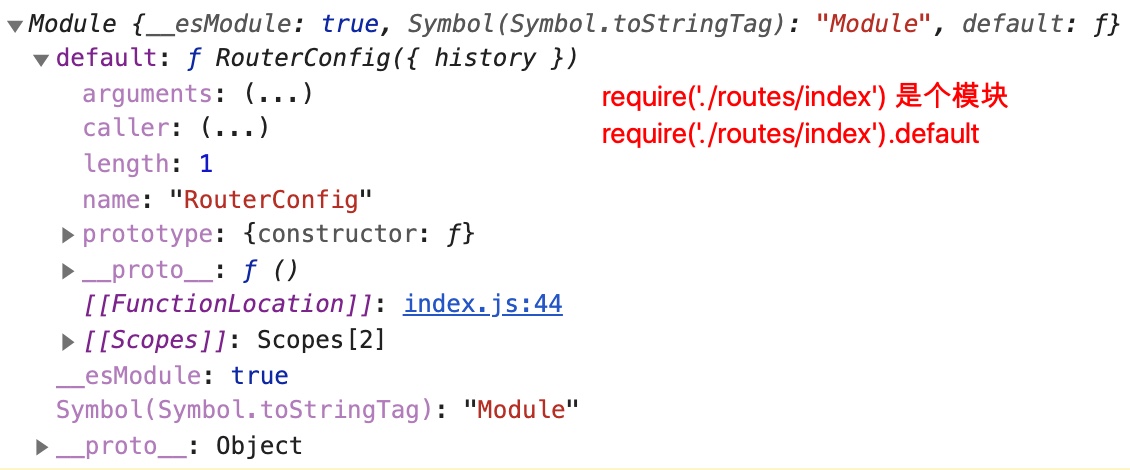 Module {__esModule: true, Symbol(Symbol.toStringTag): "Module", default: ƒ}
default: ƒ RouterConfig({ history })
arguments: (...)
require('./routes/index') 是个模块
caller: (...)
require('./routes/index').default
length: 1
name: "RouterConfig"
prototype: {constructor: ƒ}
__proto__: ƒ ()
[[FunctionLocation]]: index.js:44
[[Scopes]]: Scopes[2]
__esModule: true
Symbol(Symbol.toStringTag): "Module"
__proto__: Object